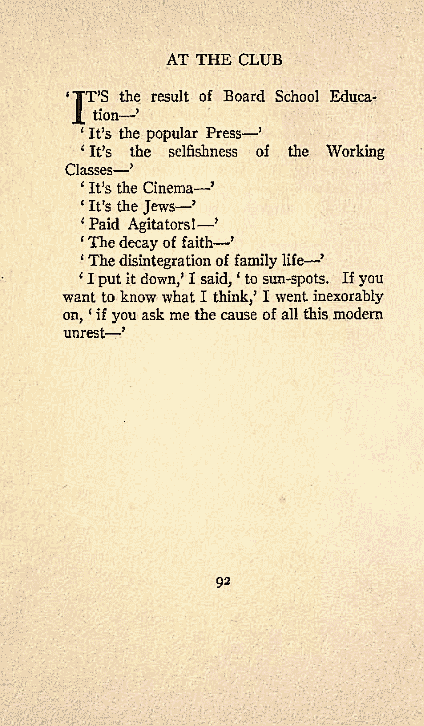 AT THE CLUB
‘IT’S the result of Board School Educa-
tion—’
‘It’s the popular Press—’
‘It’s the selfishness of the Working
Classes—’
‘It’s the Cinema—’
‘It’s the Jews—’
‘Paid Agitators!—’
‘The decay of faith—’
‘The disintegration of family life—’
‘I put it down,’ I said, ‘to sun-spots. If you
want to know what I think,’ I went inexorably
on, ‘if you ask me the cause of all this modern
unrest—’
92